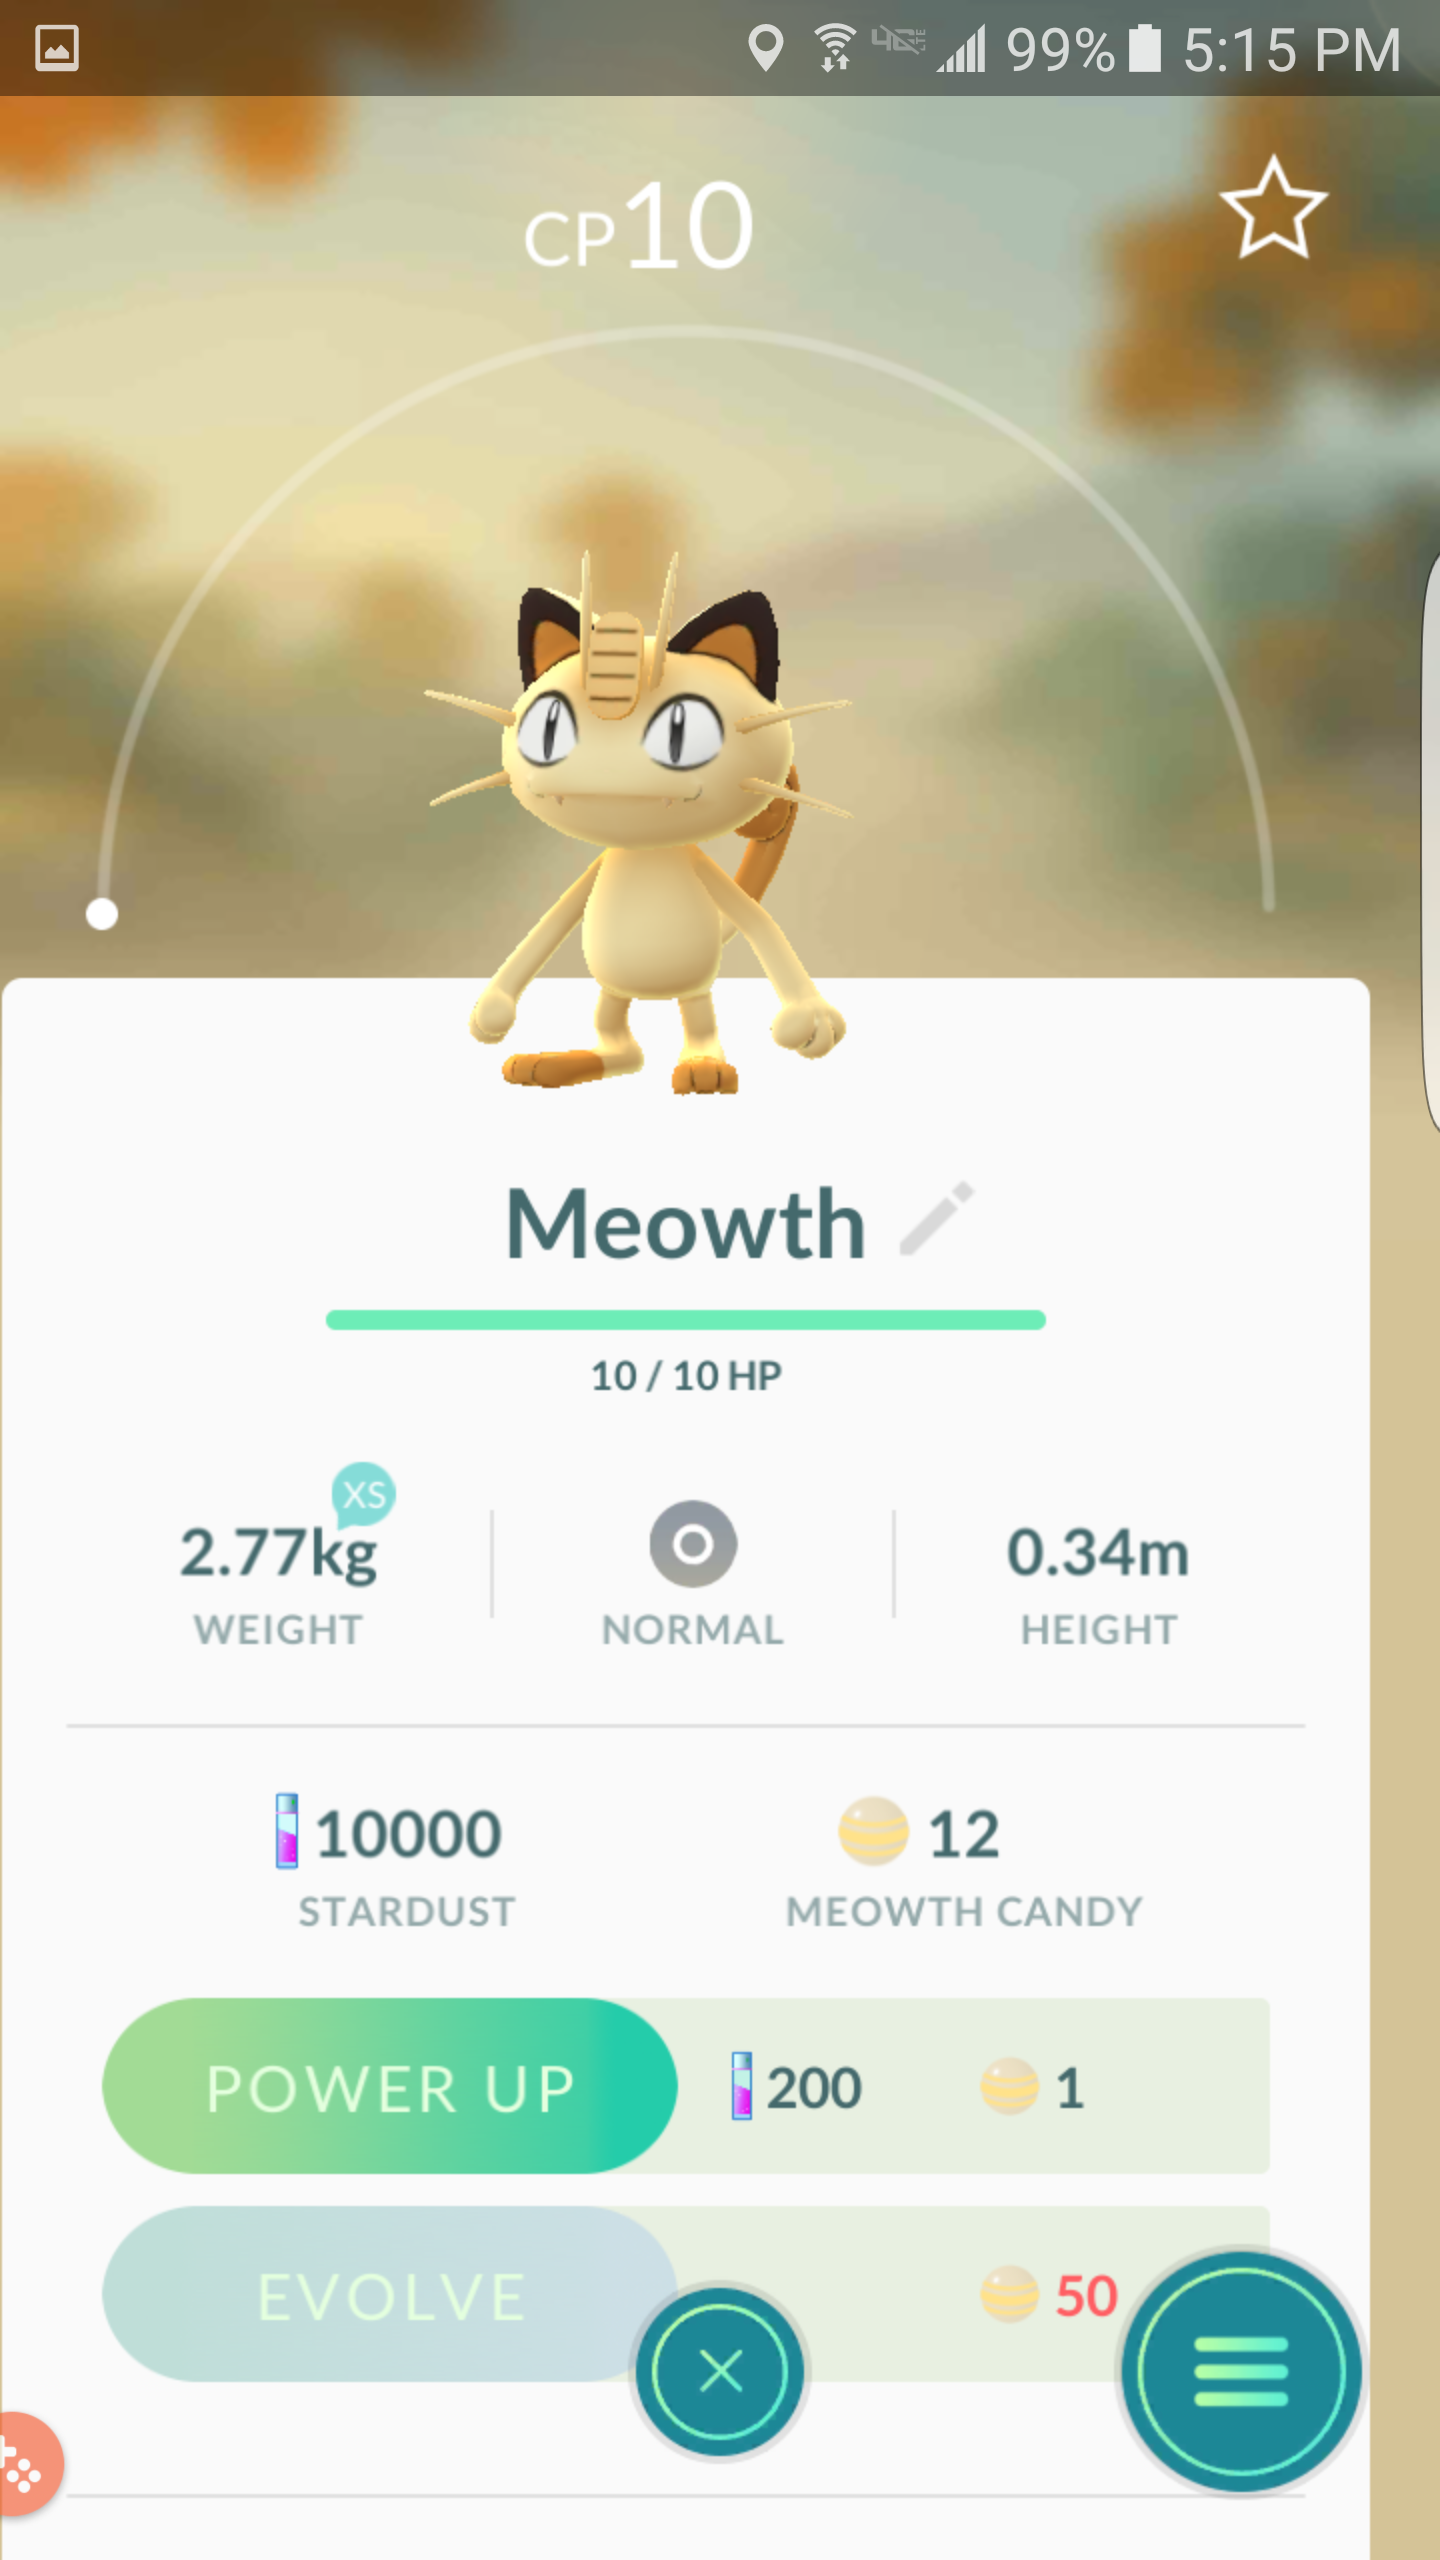 99% 5:15 PM
CP10
Meowth
10 / 10 HP
XS
2.77kg
WEIGHT
NORMAL
0.34m
HEIGHT
10000
STARDUST
12
MEOWTH CANDY
POWER UP 200 1
EVOLVE 50